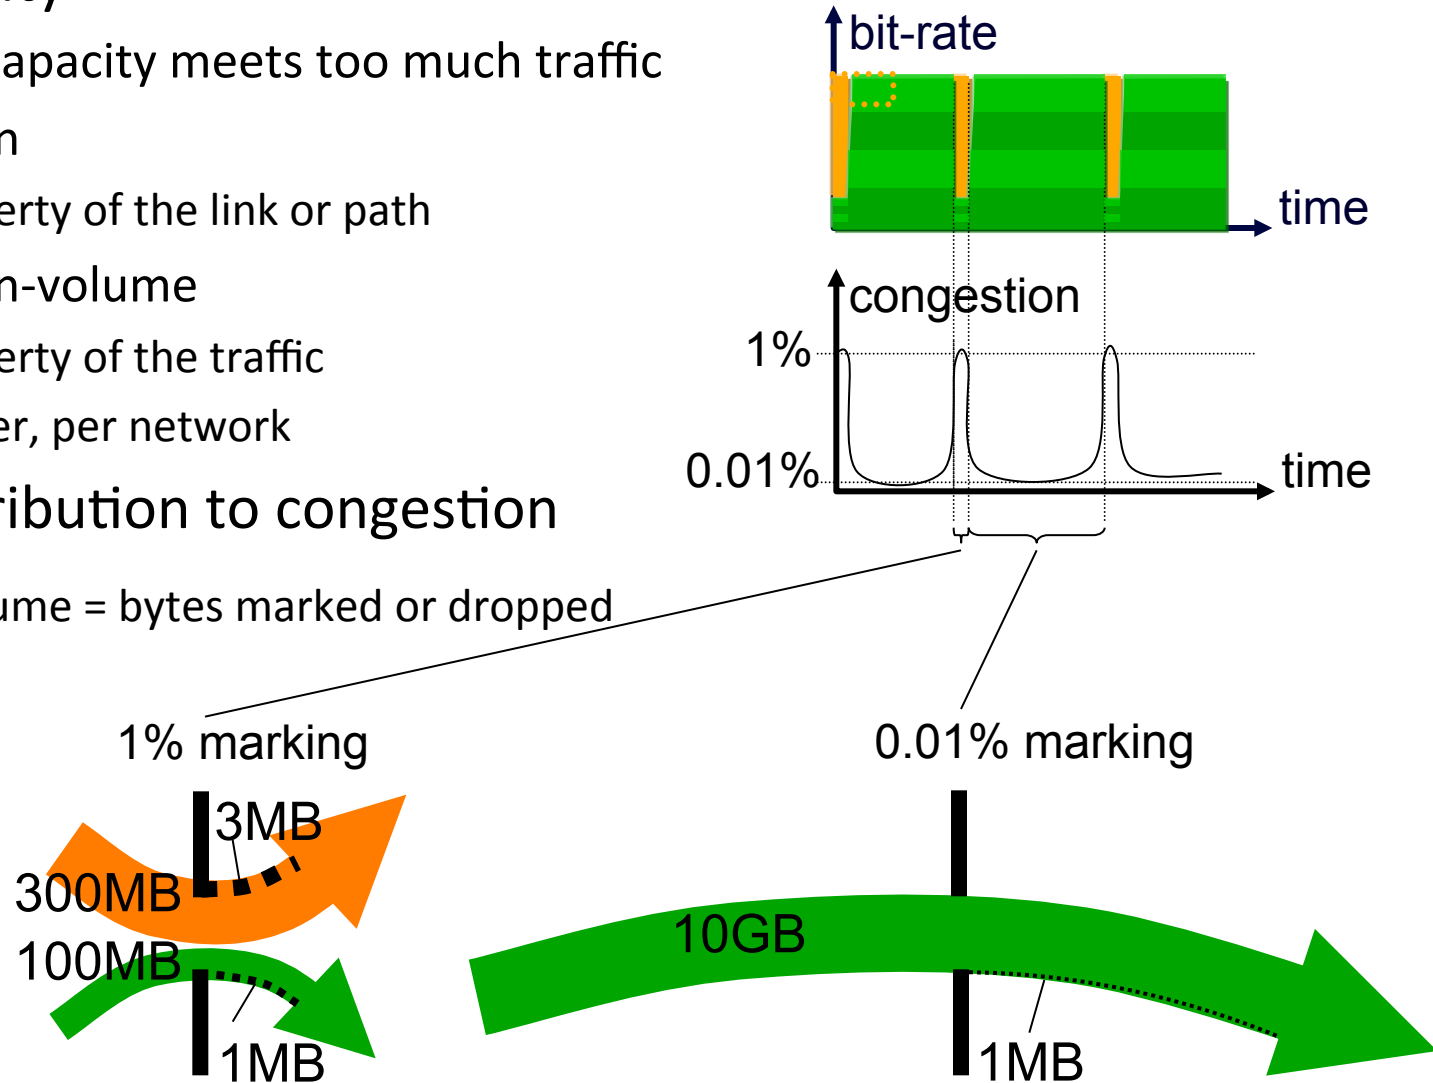 apacity meets too much traffic
erty of the link or path
n-volume
erty of the traffic
er, per network
ribution to congestion
ume = bytes marked or dropped
bit-rate
time
congestion
1%
0.01%
time
1% marking
3MB
300MB
100MB
1MB
0.01% marking
10GB
1MB